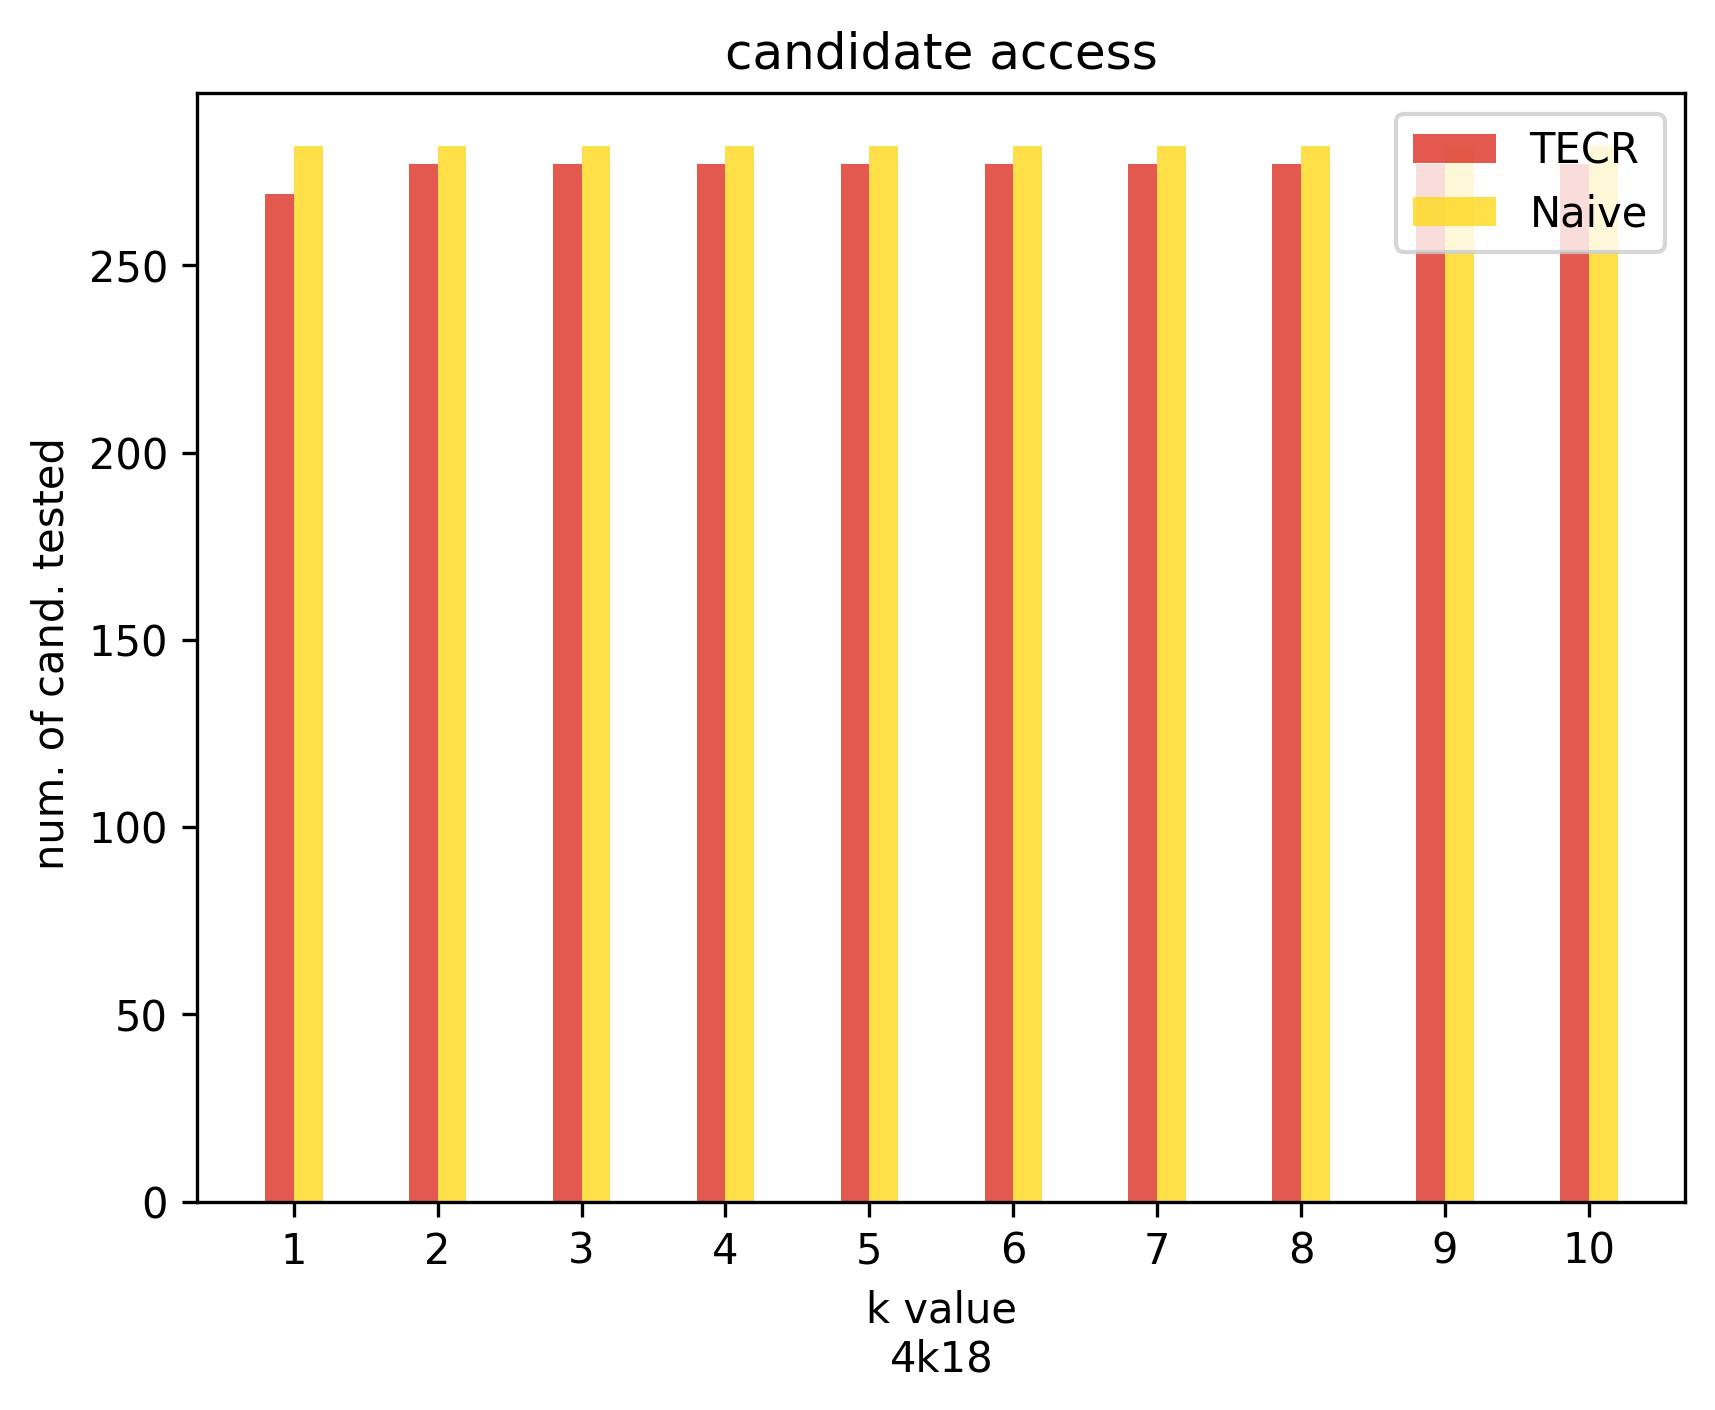 candidate access
TECR
Naive
num. of cand. tested
250
200
150
100
50
0
1 2 3 4 5 6 7 8 9 10
k value
4k18